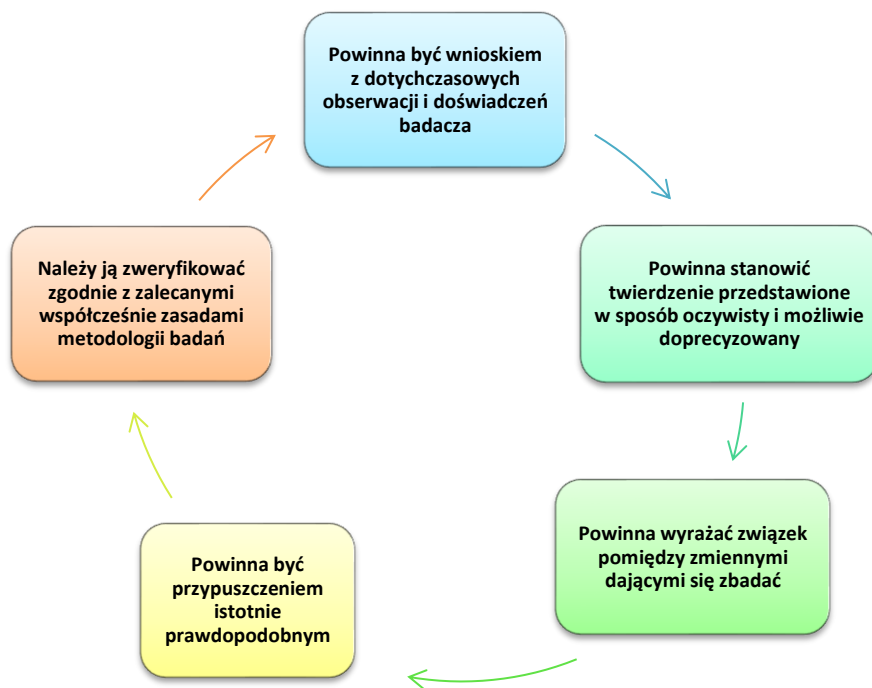 Powinna być wnioskiem
z dotychczasowych
obserwacji i doświadczeń
badacza
Powinna stanowić
twierdzenie przedstawione
w sposób oczywisty i możliwie
doprecyzowany
Powinna wyrażać związek
pomiędzy zmiennymi
dającymi się zbadać
Powinna być
przypuszczeniem
istotnie
prawdopodobnym
Należy ją zweryfikować
zgodnie z zalecanymi
współcześnie zasadami
metodologii badań